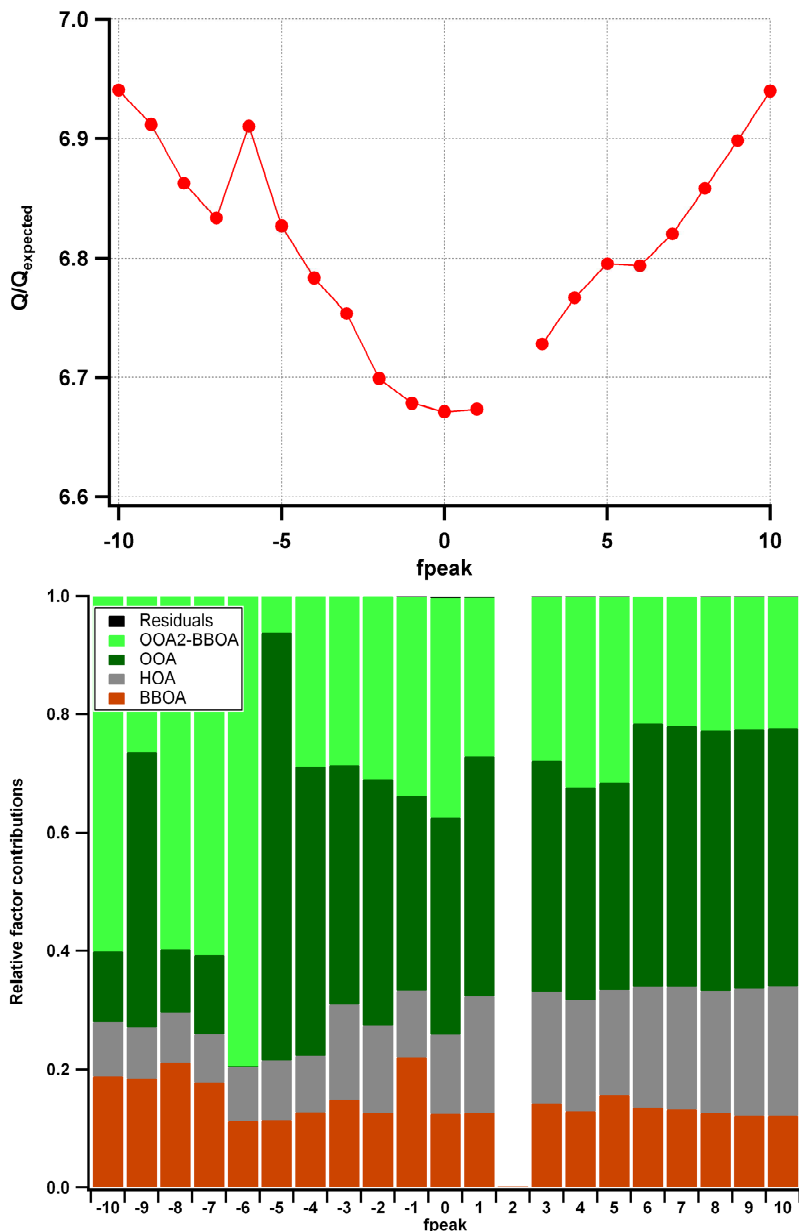 7.0
6.9
6.8
6.7
6.6
Q/Qexpected
-10 -5 0 5 10
fpeak
1.0
0.8
0.6
0.4
0.2
0.0
Relative factor contributions
Residuals
OOA2-BBOA
OOA
HOA
BBOA
-10 -9 -8 -7 -6 -5 -4 -3 -2 -1 0 1 2 3 4 5 6 7 8 9 10
fpeak